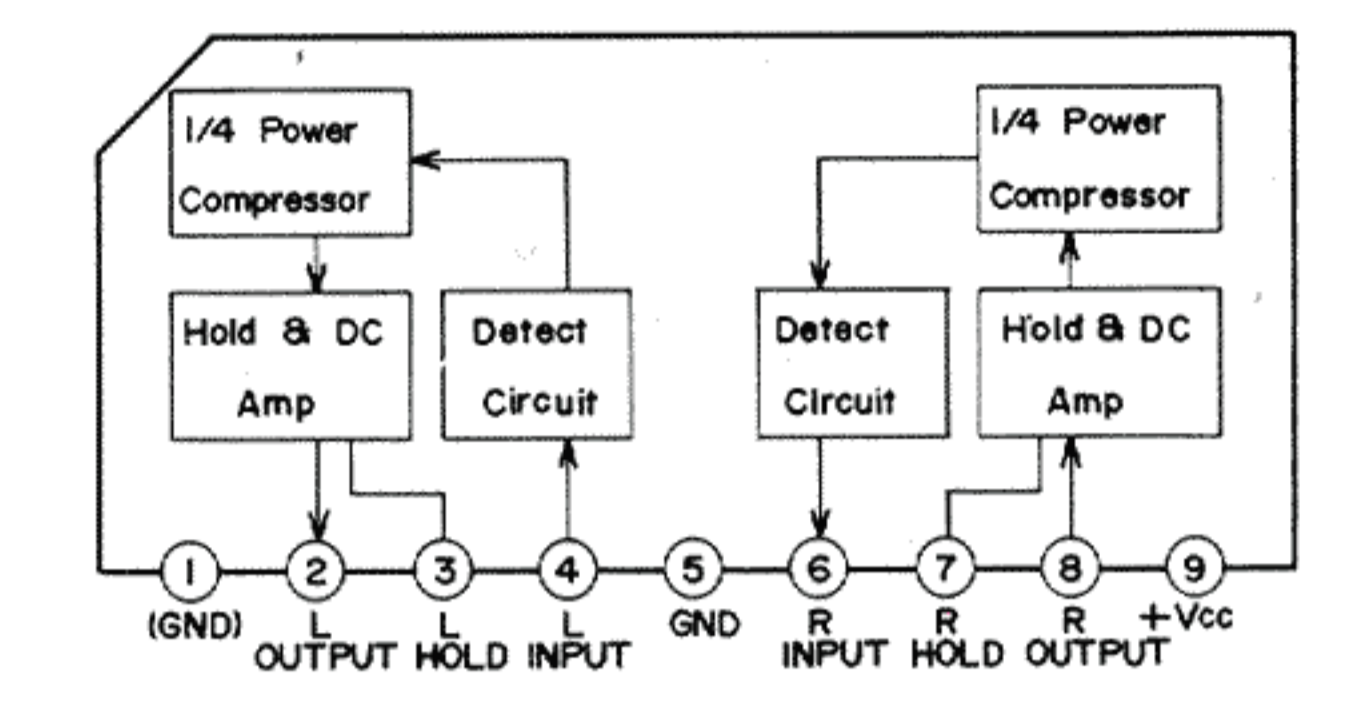 1/4 Power
Compressor
1/4 Power
Compressor
Hold & DC
Amp
Detect
Circuit
Detect
Circuit
Hold & DC
Amp
1 2 3 4 5 6 7 8 9
(GND)
L
OUTPUT
L
HOLD
L
INPUT
GND
R
INPUT
R
HOLD
R
OUTPUT
+Vcc